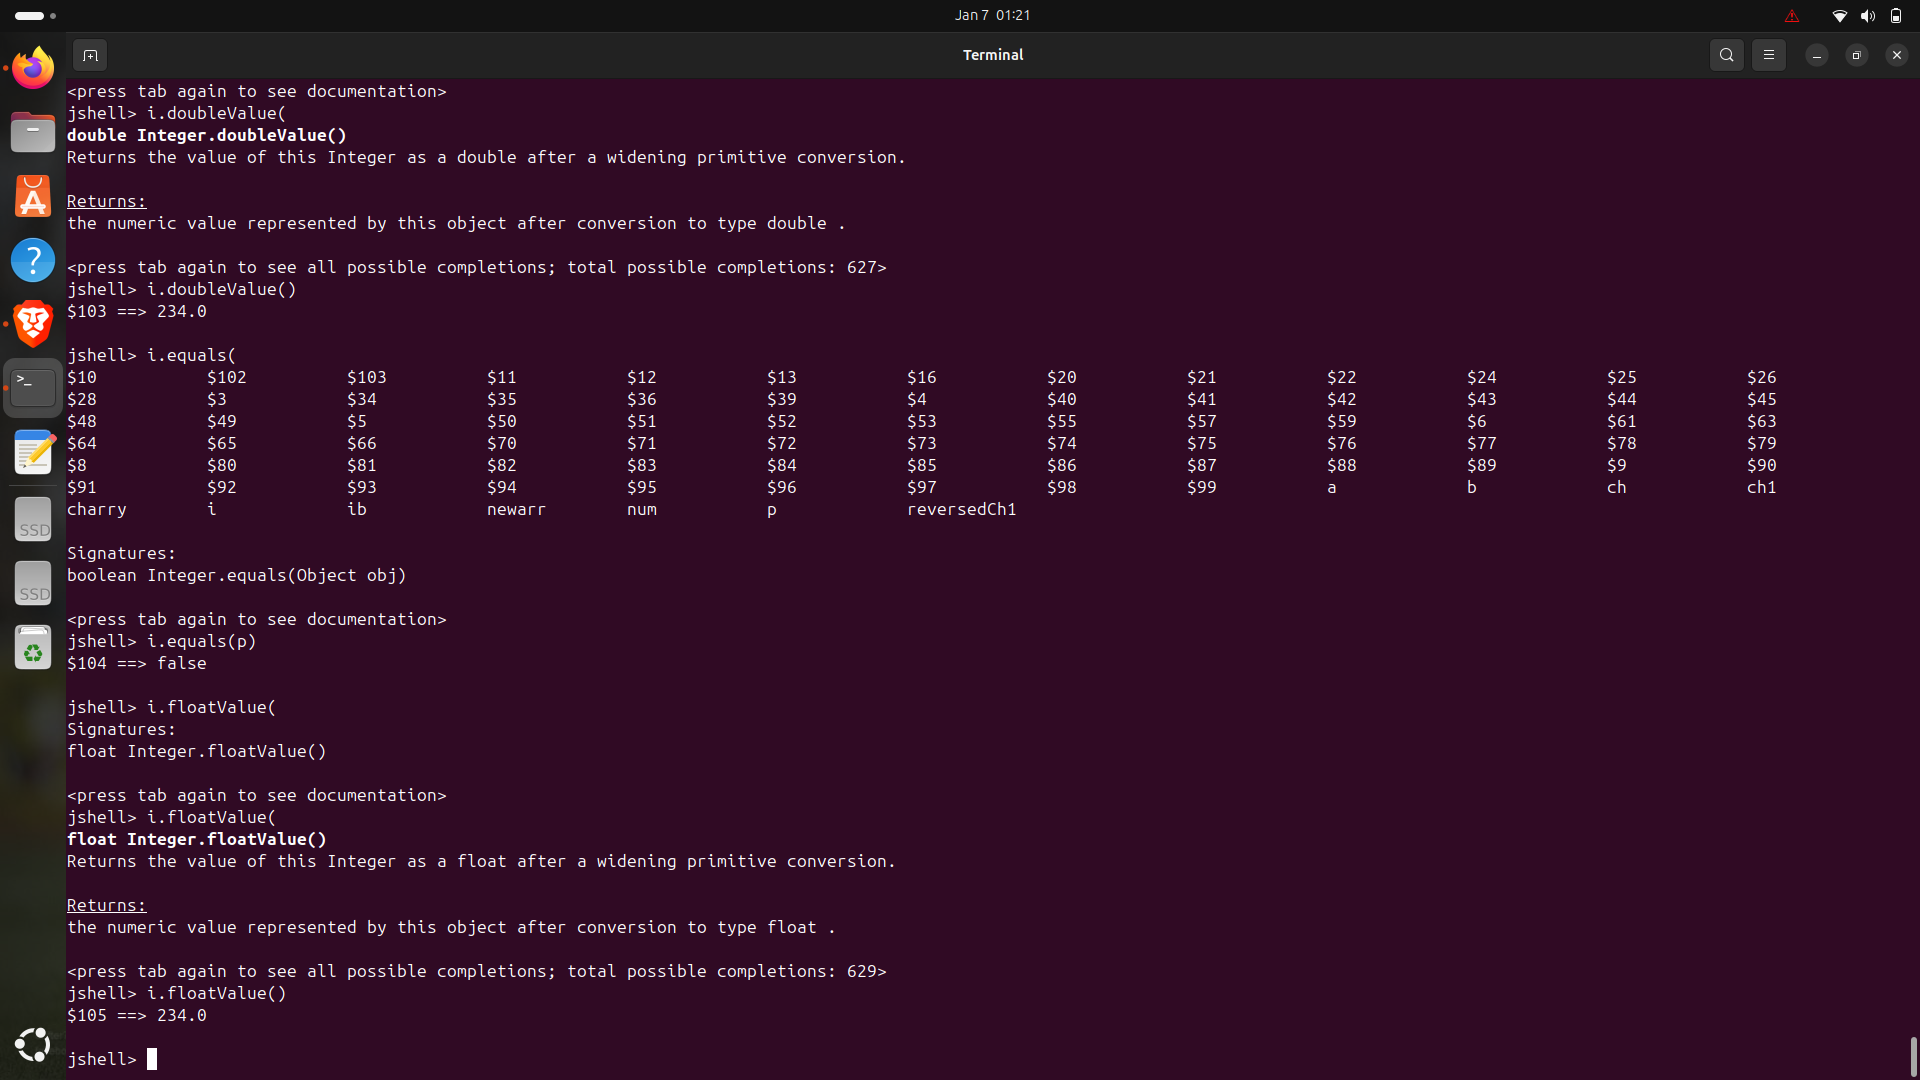 Jan 7 01:21
Terminal
<press tab again to see documentation>
jshell> i.doubleValue(
double Integer.doubleValue()
Returns the value of this Integer as a double after a widening primitive conversion.
Returns:
the numeric value represented by this object after conversion to type double .
<press tab again to see all possible completions; total possible completions: 627>
jshell> i.doubleValue()
$103 ==> 234.0
jshell> i.equals(
$10 $102 $103 $11 $12 $13 $16 $20 $21 $22 $24 $25 $26
$28 $3 $34 $35 $36 $39 $4 $40 $41 $42 $43 $44 $45
$48 $49 $5 $50 $51 $52 $53 $55 $57 $59 $6 $61 $63
$64 $65 $66 $70 $71 $72 $73 $74 $75 $76 $77 $78 $79
$8 $80 $81 $82 $83 $84 $85 $86 $87 $88 $89 $9 $90
$91 $92 $93 $94 $95 $96 $97 $98 $99 a b ch ch1
charry i ib newarr num p reversedCh1
Signatures:
boolean Integer.equals(Object obj)
<press tab again to see documentation>
jshell> i.equals(p)
$104 ==> false
jshell> i.floatValue(
Signatures:
float Integer.floatValue()
<press tab again to see documentation>
jshell> i.floatValue(
float Integer.floatValue()
Returns the value of this Integer as a float after a widening primitive conversion.
Returns:
the numeric value represented by this object after conversion to type float .
<press tab again to see all possible completions; total possible completions: 629>
jshell> i.floatValue()
$105 ==> 234.0
jshell>
SSD
SSD